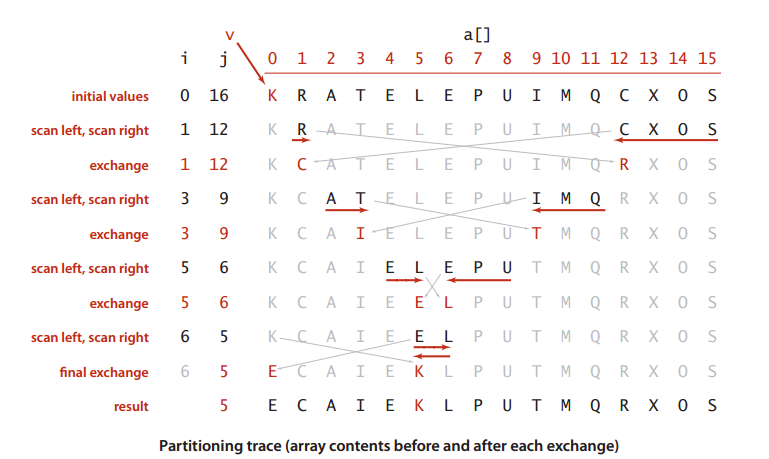 v a[]
i j 0 1 2 3 4 5 6 7 8 9 10 11 12 13 14 15
initial values 0 16 K R A T E L E P U I M Q C X O S
scan left, scan right 1 12 K R A T E L E P U I M Q C X O S
exchange 1 12 K C A T E L E P U I M Q R X O S
scan left, scan right 3 9 K C A T E L E P U I M Q R X O S
exchange 3 9 K C A I E L E P U T M Q R X O S
scan left, scan right 5 6 K C A I E L E P U T M Q R X O S
exchange 5 6 K C A I E E L P U T M Q R X O S
scan left, scan right 6 5 K C A I E E L P U T M Q R X O S
final exchange 6 5 E C A I E K L P U T M Q R X O S
result 5 E C A I E K L P U T M Q R X O S
Partitioning trace (array contents before and after each exchange)